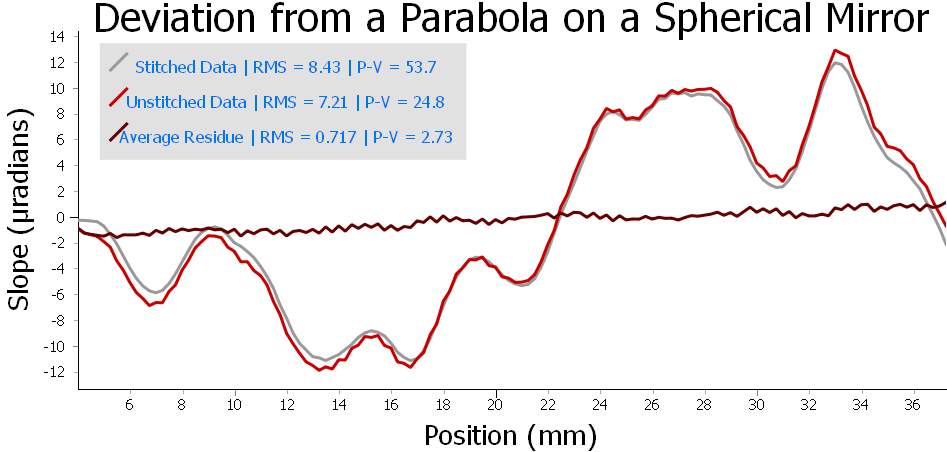 Deviation from a Parabola on a Spherical Mirror
Stitched Data | RMS = 8.43 | P-V = 53.7
Unstitched Data | RMS = 7.21 | P-V = 24.8
Average Residue | RMS = 0.717 | P-V = 2.73
Slope (µradians)
14
12
10
8
6
4
2
0
-2
-4
-6
-8
-10
-12
6 8 10 12 14 16 18 20 22 24 26 28 30 32 34 36
Position (mm)